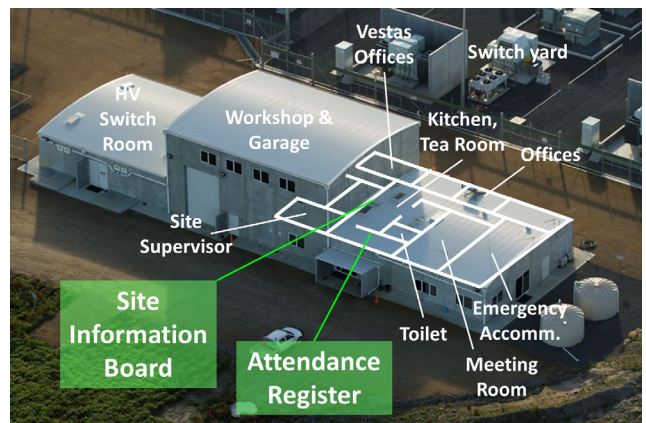 Vestas
Offices
Switch yard
HV
Switch
Room
Workshop &
Garage
Kitchen,
Tea Room
Offices
Site
Supervisor
Site
Information
Board
Attendance
Register
Toilet
Emergency
Accomm.
Meeting
Room